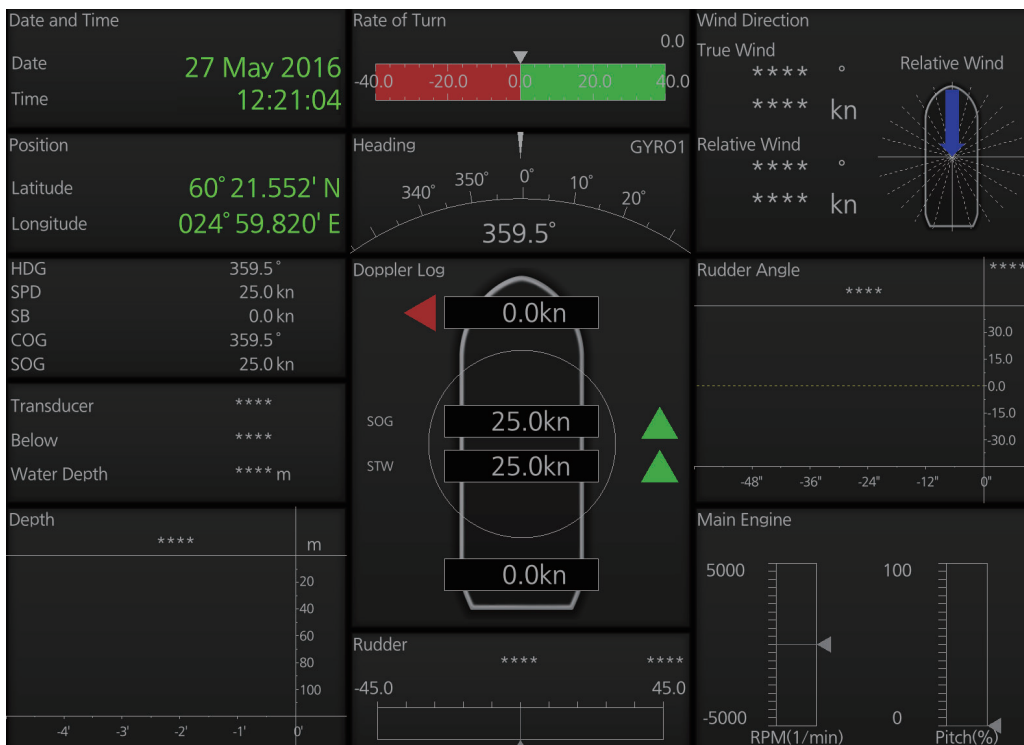 Date and Time
Date 27 May 2016
Time 12:21:04
Rate of Turn
0.0
-40.0 -20.0 0.0 20.0 40.0
Wind Direction
True Wind
**** °
**** kn
Relative Wind
**** °
**** kn
Relative Wind
Position
Latitude 60° 21.552' N
Longitude 024° 59.820' E
Heading GYRO1
340° 350° 0° 10° 20°
359.5°
HDG 359.5°
SPD 25.0 kn
SB 0.0 kn
COG 359.5°
SOG 25.0 kn
Transducer ****
Below ****
Water Depth **** m
Doppler Log
0.0kn
SOG 25.0kn
STW 25.0kn
0.0kn
Rudder Angle
****
****
30.0
15.0
0.0
-15.0
-30.0
-48" -36" -24" -12" 0"
Depth
**** m
20
40
60
80
100
-4' -3' -2' -1' 0'
Rudder
**** ****
-45.0 45.0
Main Engine
5000 100
-5000 0
RPM(1/min) Pitch(%)